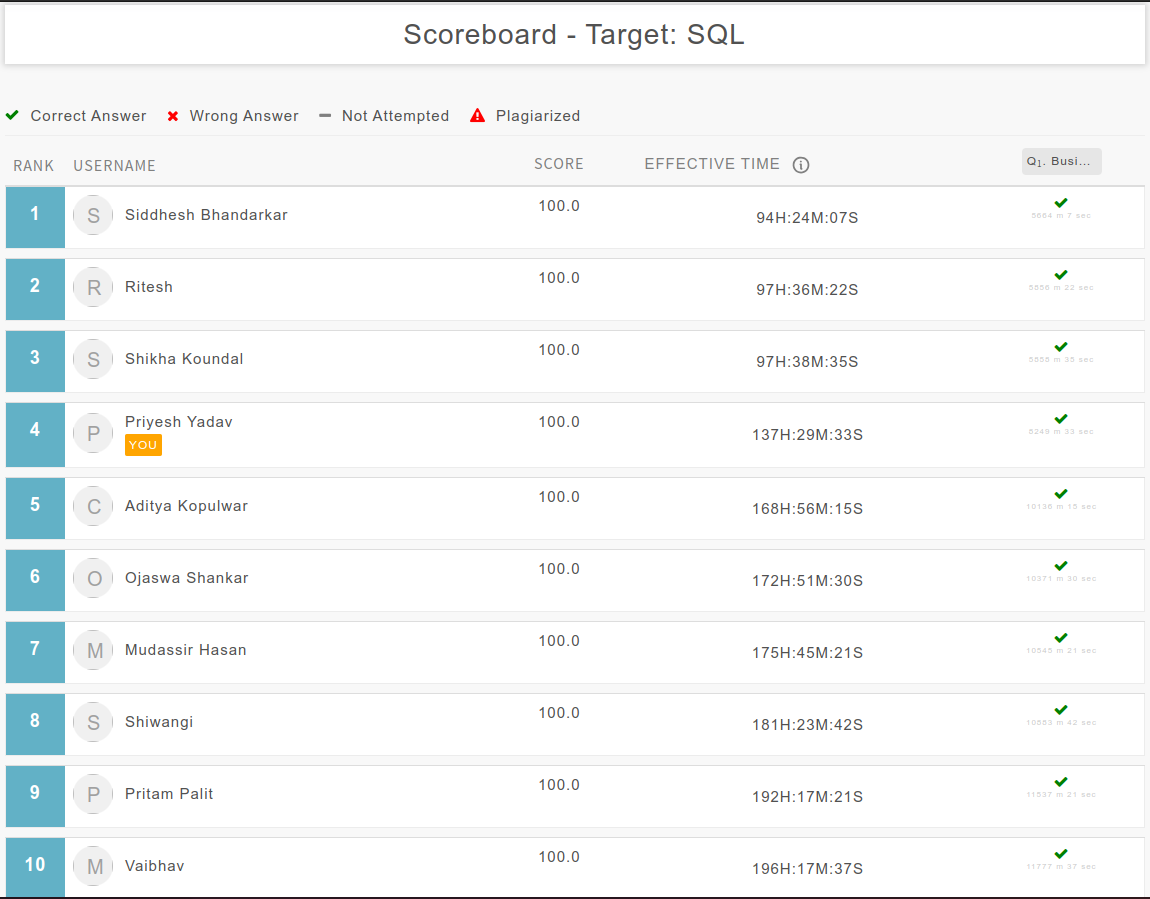 Scoreboard - Target: SQL
Correct Answer Wrong Answer Not Attempted Plagiarized
RANK USERNAME SCORE EFFECTIVE TIME Q1. Busi...
1 S Siddhesh Bhandarkar 100.0 94H:24M:07S 5664 m 7 sec
2 R Ritesh 100.0 97H:36M:22S 5856 m 22 sec
3 S Shikha Koundal 100.0 97H:38M:35S 5858 m 35 sec
4 P Priyesh Yadav 100.0 137H:29M:33S 8249 m 33 sec
YOU
5 C Aditya Kopulwar 100.0 168H:56M:15S 10136 m 15 sec
6 O Ojaswa Shankar 100.0 172H:51M:30S 10371 m 30 sec
7 M Mudassir Hasan 100.0 175H:45M:21S 10545 m 21 sec
8 S Shiwangi 100.0 181H:23M:42S 10883 m 42 sec
9 P Pritam Palit 100.0 192H:17M:21S 11537 m 21 sec
10 M Vaibhav 100.0 196H:17M:37S 11777 m 37 sec